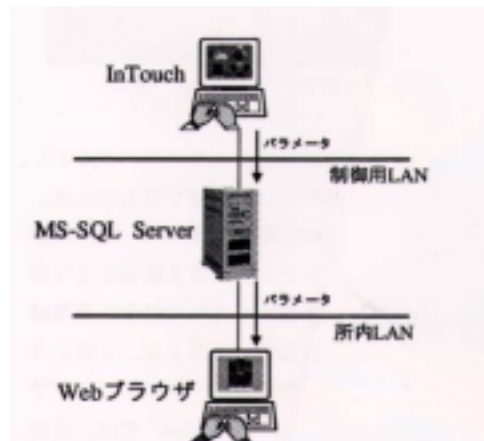 InTouch
パラメータ
制御用LAN
MS-SQL Server
パラメータ
所内LAN
Webブラウザ